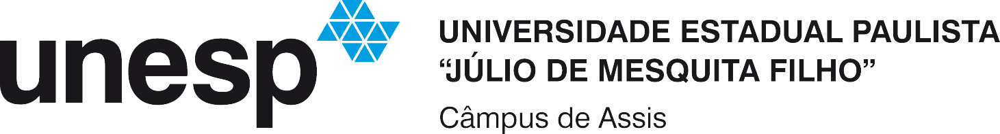 unesp
UNIVERSIDADE ESTADUAL PAULISTA
“JÚLIO DE MESQUITA FILHO”
Câmpus de Assis